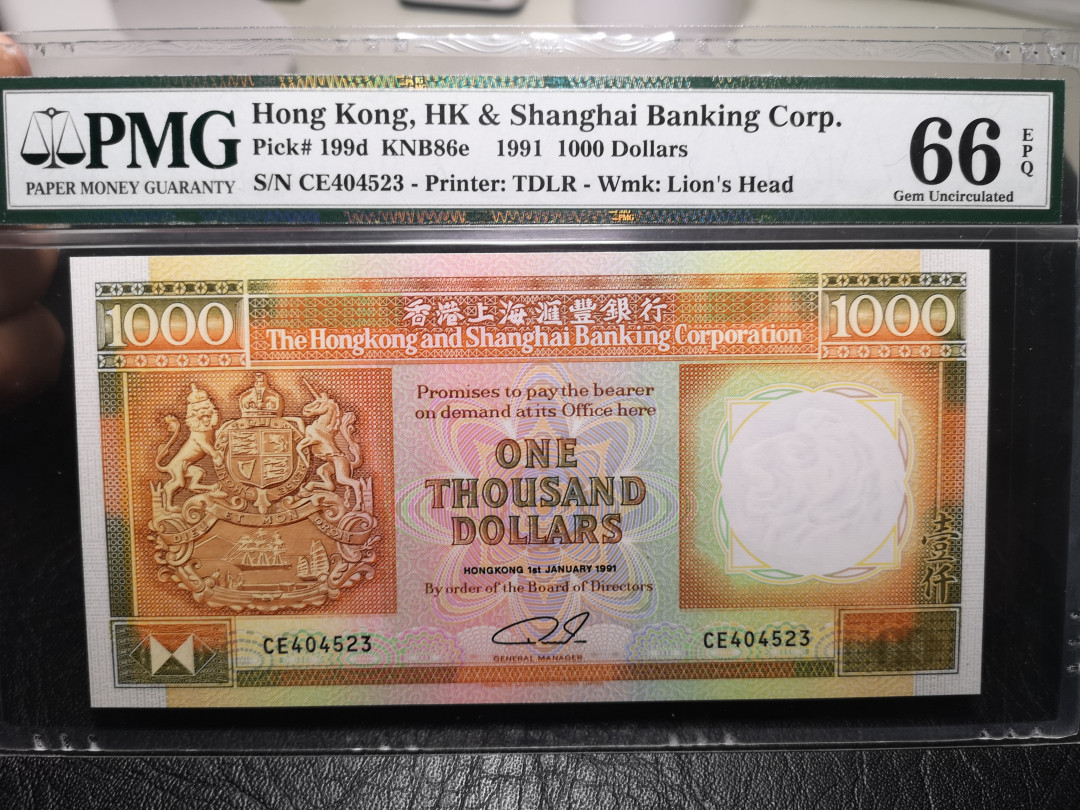 PMG
PAPER MONEY GUARANTY
Hong Kong, HK & Shanghai Banking Corp.
Pick# 199d KNB86e 1991 1000 Dollars
S/N CE404523 - Printer: TDLR - Wmk: Lion's Head
66
EPQ
Gem Uncirculated
1000
香港上海滙豐銀行
The Hongkong and Shanghai Banking Corporation
1000
Promises to pay the bearer
on demand at its Office here
ONE
THOUSAND
DOLLARS
HONGKONG 1st JANUARY 1991
By order of the Board of Directors
壹仟
CE404523
GENERAL MANAGER
CE404523